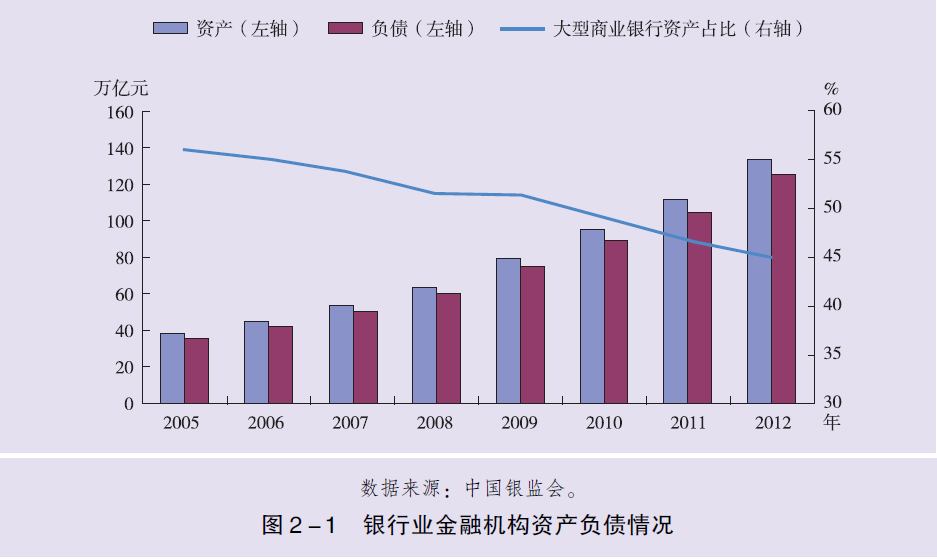 资产（左轴） 负债（左轴） 大型商业银行资产占比（右轴）
万亿元 %
160 60
140 55
120 50
100 45
80 40
60 35
40 30
20
0
2005 2006 2007 2008 2009 2010 2011 2012 年
数据来源：中国银监会。
图2－1 银行业金融机构资产负债情况